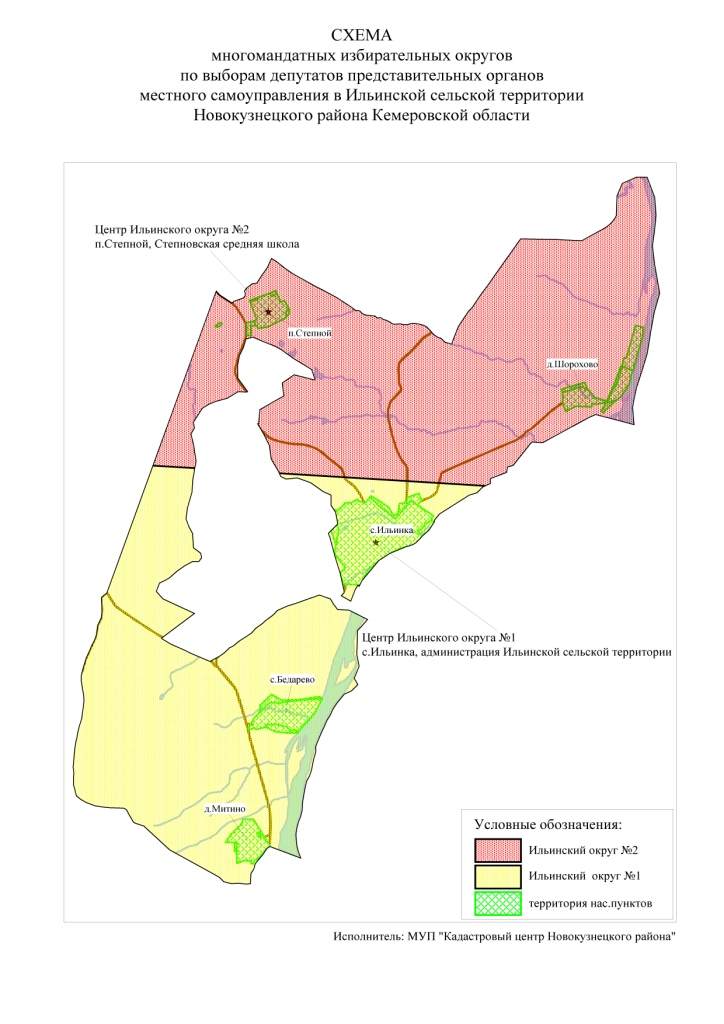 СХЕМА
многомандатных избирательных округов
по выборам депутатов представительных органов
местного самоуправления в Ильинской сельской территории
Новокузнецкого района Кемеровской области
Центр Ильинского округа №2
п.Степной, Степновская средняя школа
п.Степной
д.Шорохово
с.Ильинка
Центр Ильинского округа №1
с.Ильинка, администрация Ильинской сельской территории
с.Бедарево
д.Митино
Условные обозначения:
Ильинский округ №2
Ильинский округ №1
территория нас.пунктов
Исполнитель: МУП "Кадастровый центр Новокузнецкого района"